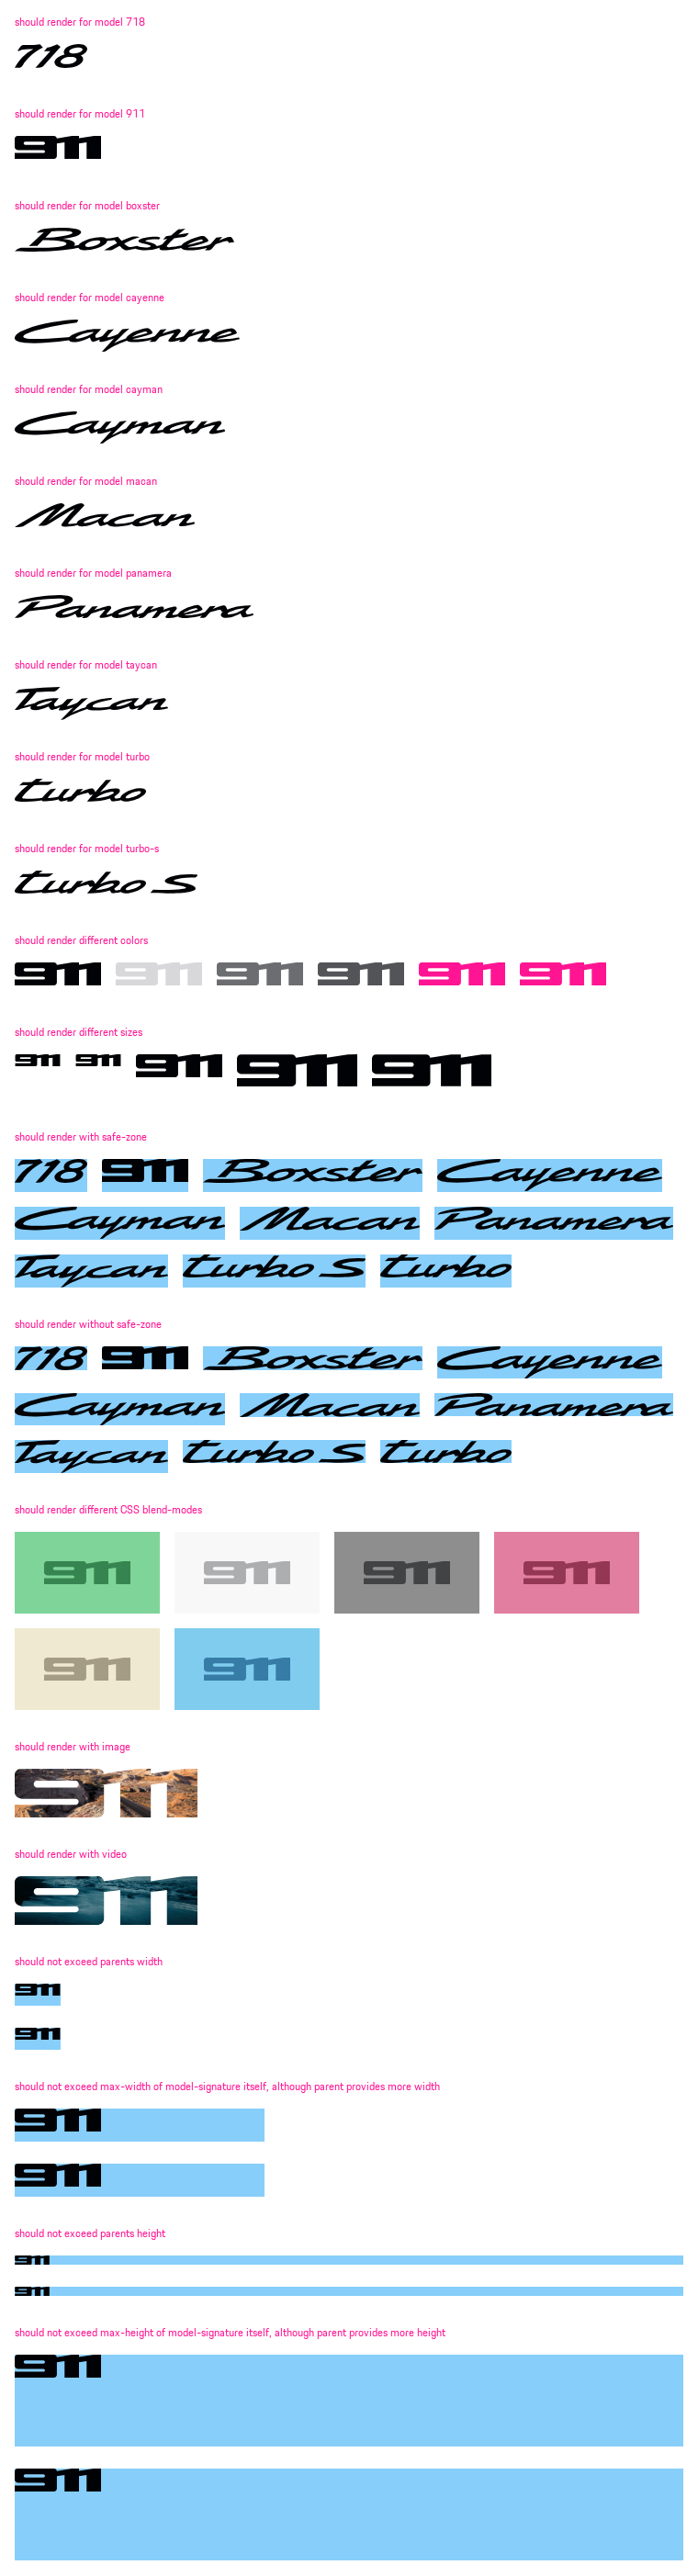 should render for model 718
718
should render for model 911
911
should render for model boxster
Boxster
should render for model cayenne
Cayenne
should render for model cayman
Cayman
should render for model macan
Macan
should render for model panamera
Panamera
should render for model taycan
Taycan
should render for model turbo
turbo
should render for model turbo-s
turbo S
should render different colors
911 911 911 911 911 911
should render different sizes
911 911 911 911 911
should render with safe-zone
718 911 Boxster Cayenne
Cayman Macan Panamera
Taycan turbo S turbo
should render without safe-zone
718 911 Boxster Cayenne
Cayman Macan Panamera
Taycan turbo S turbo
should render different CSS blend-modes
911 911 911 911
911 911
should render with image
911
should render with video
911
should not exceed parents width
911
911
should not exceed max-width of model-signature itself, although parent provides more width
911
911
should not exceed parents height
911
911
should not exceed max-height of model-signature itself, although parent provides more height
911
911